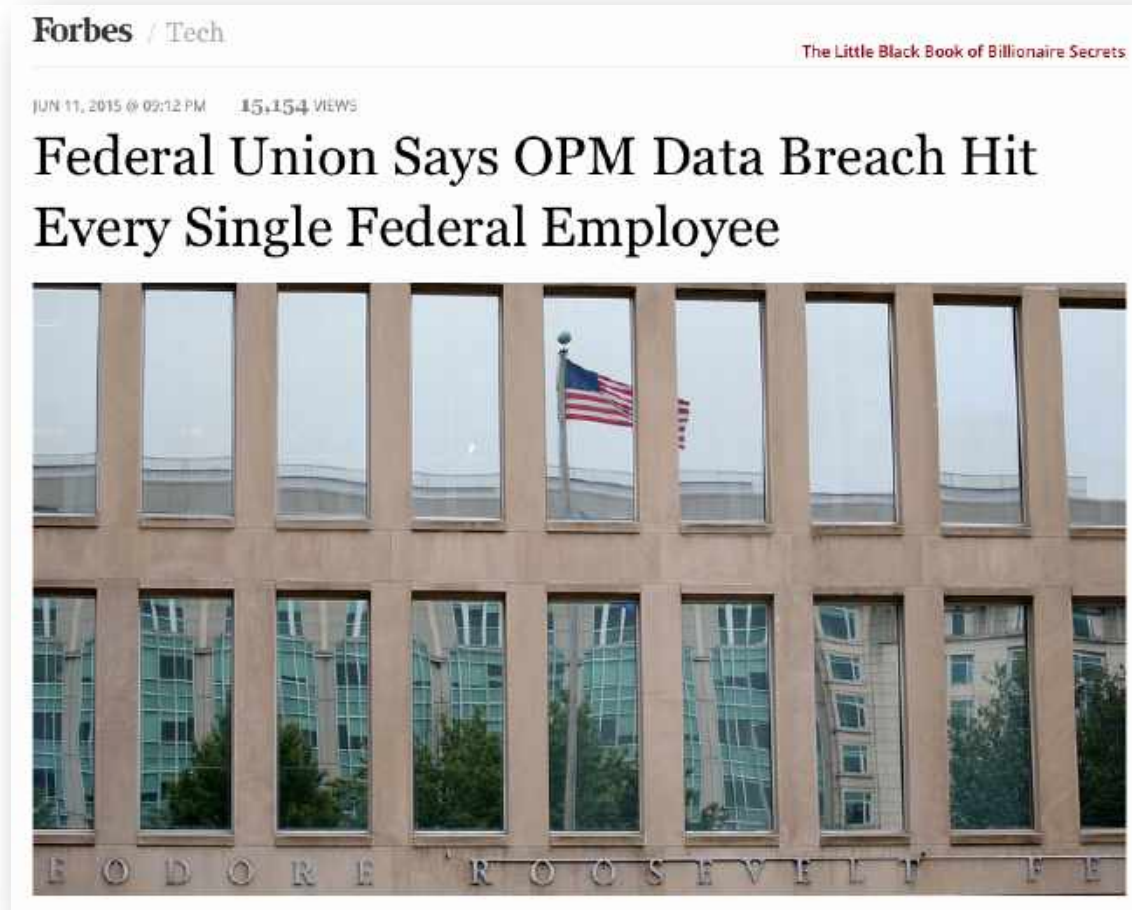 Forbes / Tech
The Little Black Book of Billionaire Secrets
JUN 11, 2015 @ 09:12 PM 15,154 VIEWS
Federal Union Says OPM Data Breach Hit
Every Single Federal Employee
EODORE ROOSEVELT FE